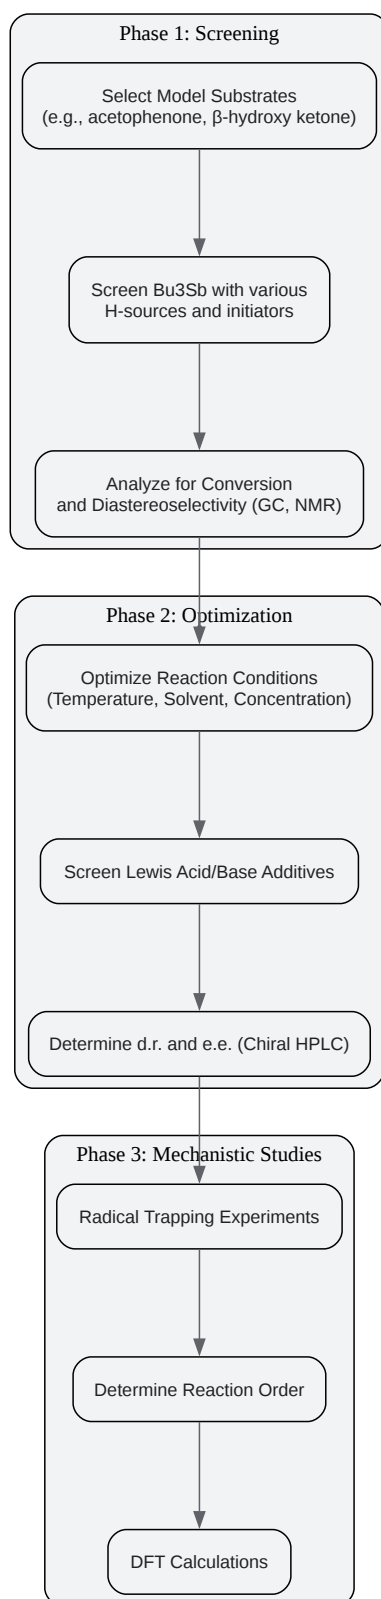 Phase 1: Screening
Select Model Substrates
(e.g., acetophenone, β-hydroxy ketone)
Screen Bu3Sb with various
H-sources and initiators
Analyze for Conversion
and Diastereoselectivity (GC, NMR)
Phase 2: Optimization
Optimize Reaction Conditions
(Temperature, Solvent, Concentration)
Screen Lewis Acid/Base Additives
Determine d.r. and e.e. (Chiral HPLC)
Phase 3: Mechanistic Studies
Radical Trapping Experiments
Determine Reaction Order
DFT Calculations